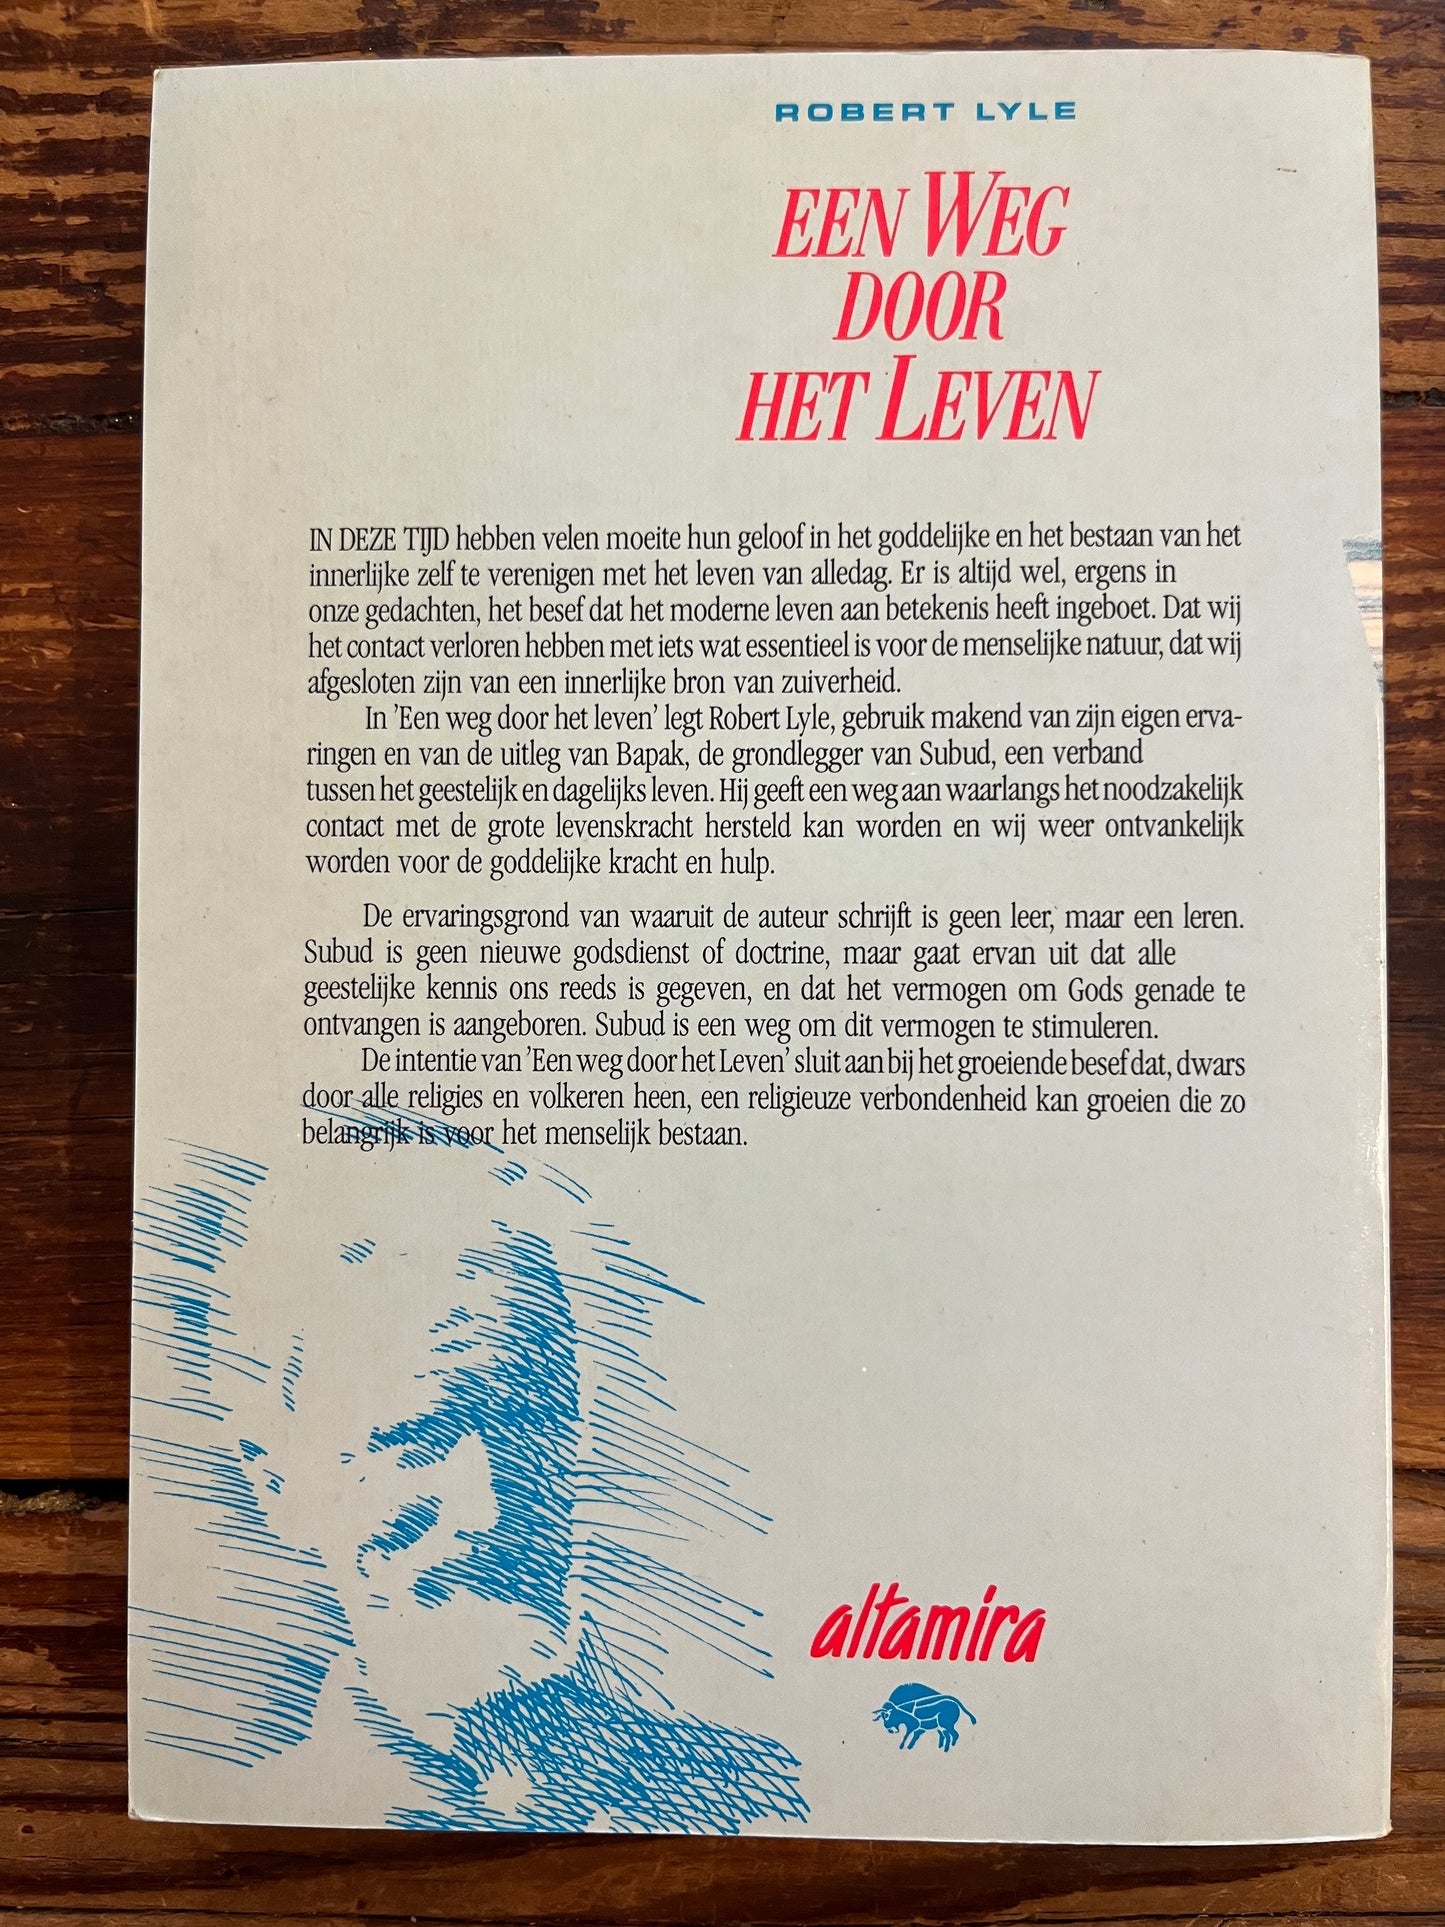 ROBERT LYLE
EEN WEG
DOOR
HET LEVEN
IN DEZE TIJD hebben velen moeite hun geloof in het goddelijke en het bestaan van het
innerlijke zelf te verenigen met het leven van alledag. Er is altijd wel, ergens in
onze gedachten, het besef dat het moderne leven aan betekenis heeft ingeboet. Dat wij
het contact verloren hebben met iets wat essentieel is voor de menselijke natuur, dat wij
afgesloten zijn van een innerlijke bron van zuiverheid.
In ’Een weg door het leven’ legt Robert Lyle, gebruik makend van zijn eigen erva-
ringen en van de uitleg van Bapak, de grondlegger van Subud, een verband
tussen het geestelijk en dagelijks leven. Hij geeft een weg aan waarlangs het noodzakelijk
contact met de grote levenskracht hersteld kan worden en wij weer ontvankelijk
worden voor de goddelijke kracht en hulp.
De ervaringsgrond van waaruit de auteur schrijft is geen leer, maar een leren.
Subud is geen nieuwe godsdienst of doctrine, maar gaat ervan uit dat alle
geestelijke kennis ons reeds is gegeven, en dat het vermogen om Gods genade te
ontvangen is aangeboren. Subud is een weg om dit vermogen te stimuleren.
De intentie van ’Een weg door het Leven’ sluit aan bij het groeiende besef dat, dwars
door alle religies en volkeren heen, een religieuze verbondenheid kan groeien die zo
belangrijk is voor het menselijk bestaan.
altamira